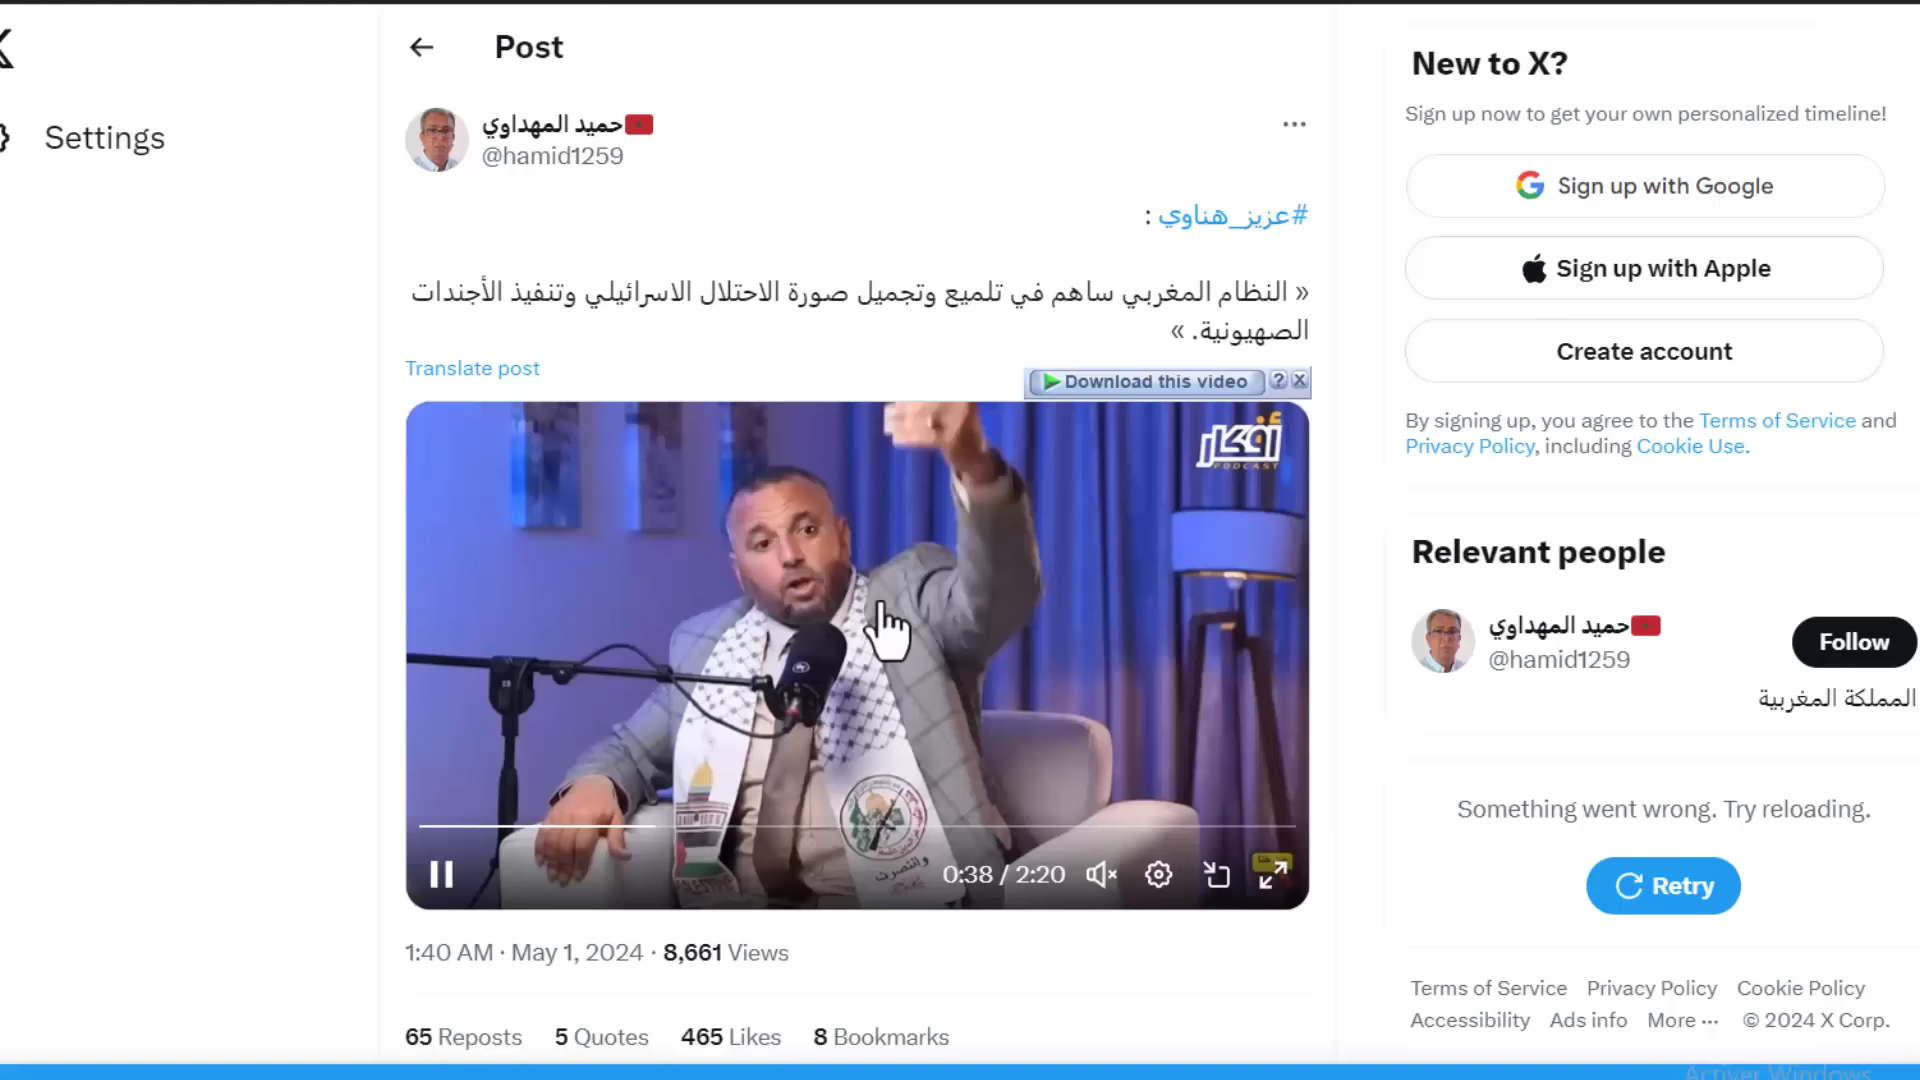 Post
Settings
حميد المهداوي
@hamid1259
#عزيز_هناوي :
« النظام المغربي ساهم في تلميع وتجميل صورة الاحتلال الاسرائيلي وتنفيذ الأجندات
الصهيونية. »
Translate post
Download this video
أفكار
PODCAST
وانتصرت
0:38 / 2:20
1:40 AM · May 1, 2024 · 8,661 Views
65 Reposts 5 Quotes 465 Likes 8 Bookmarks
New to X?
Sign up now to get your own personalized timeline!
Sign up with Google
Sign up with Apple
Create account
By signing up, you agree to the Terms of Service and
Privacy Policy, including Cookie Use.
Relevant people
حميد المهداوي
@hamid1259
Follow
المملكة المغربية
Something went wrong. Try reloading.
Retry
Terms of Service Privacy Policy Cookie Policy
Accessibility Ads info More ··· © 2024 X Corp.
Activer Windows